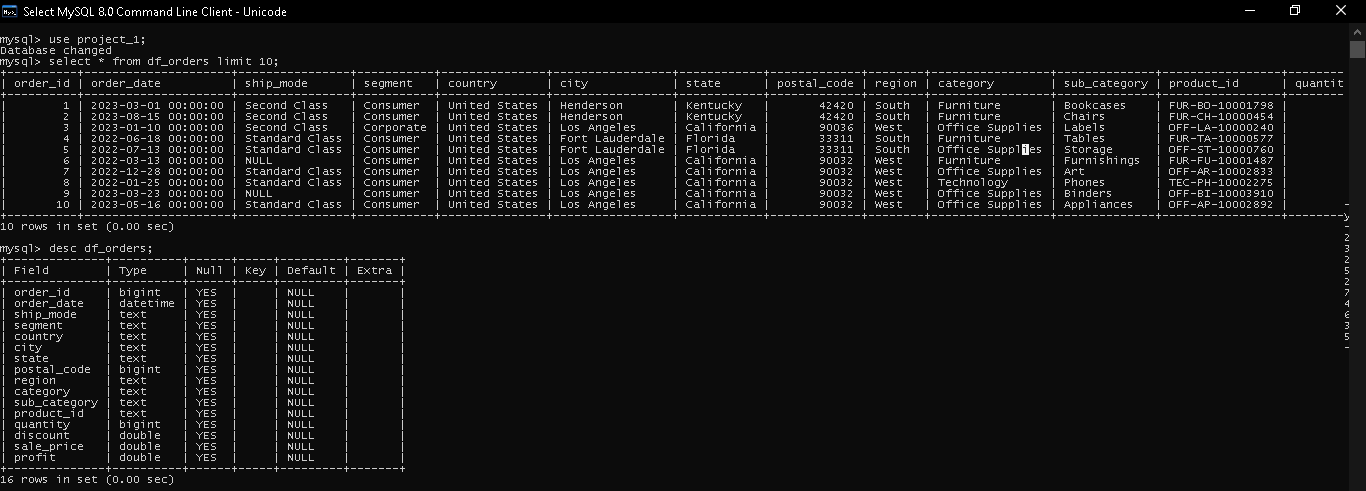 Select MySQL 8.0 Command Line Client - Unicode
mysql> use project_1;
Database changed
mysql> select * from df_orders limit 10;
| order_id | order_date | ship_mode | segment | country | city | state | postal_code | region | category | sub_category | product_id | quantit
| 1 | 2023-03-01 00:00:00 | Second Class | Consumer | United States | Henderson | Kentucky | 42420 | South | Furniture | Bookcases | FUR-BO-10001798 |
| 2 | 2023-08-15 00:00:00 | Second Class | Consumer | United States | Henderson | Kentucky | 42420 | South | Furniture | Chairs | FUR-CH-10000454 |
| 3 | 2023-01-10 00:00:00 | Second Class | Corporate | United States | Los Angeles | California | 90036 | West | Office Supplies | Labels | OFF-LA-10000240 |
| 4 | 2022-06-18 00:00:00 | Standard Class | Consumer | United States | Fort Lauderdale | Florida | 33311 | South | Furniture | Tables | FUR-TA-10000577 |
| 5 | 2022-07-13 00:00:00 | Standard Class | Consumer | United States | Fort Lauderdale | Florida | 33311 | South | Office Supplies | Storage | OFF-ST-10000760 |
| 6 | 2022-03-13 00:00:00 | NULL | Consumer | United States | Los Angeles | California | 90032 | West | Furniture | Furnishings | FUR-FU-10001487 |
| 7 | 2022-12-28 00:00:00 | Standard Class | Consumer | United States | Los Angeles | California | 90032 | West | Office Supplies | Art | OFF-AR-10002833 |
| 8 | 2022-01-25 00:00:00 | Standard Class | Consumer | United States | Los Angeles | California | 90032 | West | Technology | Phones | TEC-PH-10002275 |
| 9 | 2023-03-23 00:00:00 | NULL | Consumer | United States | Los Angeles | California | 90032 | West | Office Supplies | Binders | OFF-BI-10003910 |
| 10 | 2023-05-16 00:00:00 | Standard Class | Consumer | United States | Los Angeles | California | 90032 | West | Office Supplies | Appliances | OFF-AP-10002892 |
10 rows in set (0.00 sec)
mysql> desc df_orders;
| Field | Type | Null | Key | Default | Extra |
| order_id | bigint | YES | | NULL | |
| order_date | datetime | YES | | NULL | |
| ship_mode | text | YES | | NULL | |
| segment | text | YES | | NULL | |
| country | text | YES | | NULL | |
| city | text | YES | | NULL | |
| state | text | YES | | NULL | |
| postal_code | bigint | YES | | NULL | |
| region | text | YES | | NULL | |
| category | text | YES | | NULL | |
| sub_category | text | YES | | NULL | |
| product_id | text | YES | | NULL | |
| quantity | bigint | YES | | NULL | |
| discount | double | YES | | NULL | |
| sale_price | double | YES | | NULL | |
| profit | double | YES | | NULL | |
16 rows in set (0.00 sec)
y
2
3
2
5
2
7
4
6
3
5